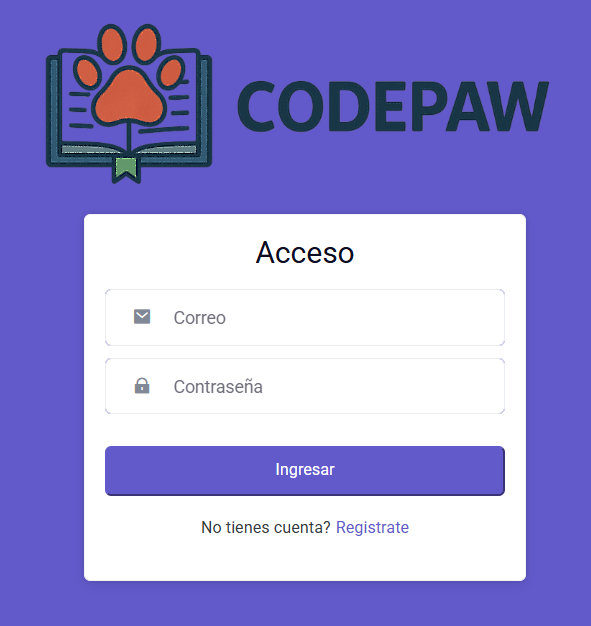 CODEPAW
Acceso
Correo
Contraseña
Ingresar
No tienes cuenta? Registrate